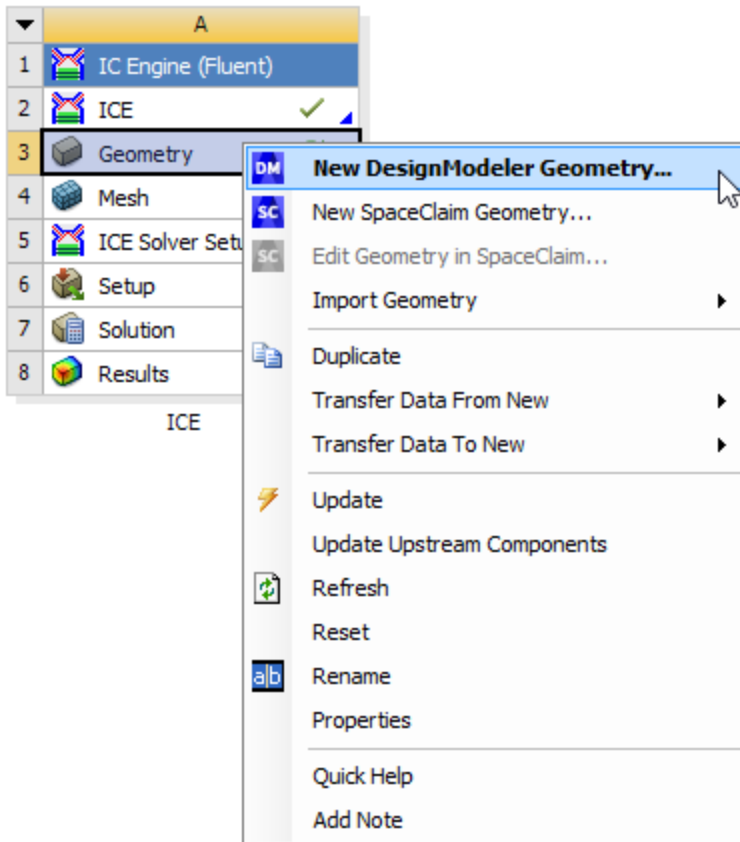 A
1 IC Engine (Fluent)
2 ICE
3 Geometry
4 Mesh
5 ICE Solver
6 Setup
7 Solution
8 Results
ICE
DM New DesignModeler Geometry...
SC New SpaceClaim Geometry...
SC Edit Geometry in SpaceClaim...
Import Geometry
Duplicate
Transfer Data From New
Transfer Data To New
Update
Update Upstream Components
Refresh
Reset
a|b Rename
Properties
Quick Help
Add Note